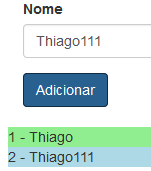 Nome
Thiago111
Adicionar
1 - Thiago
2 - Thiago111